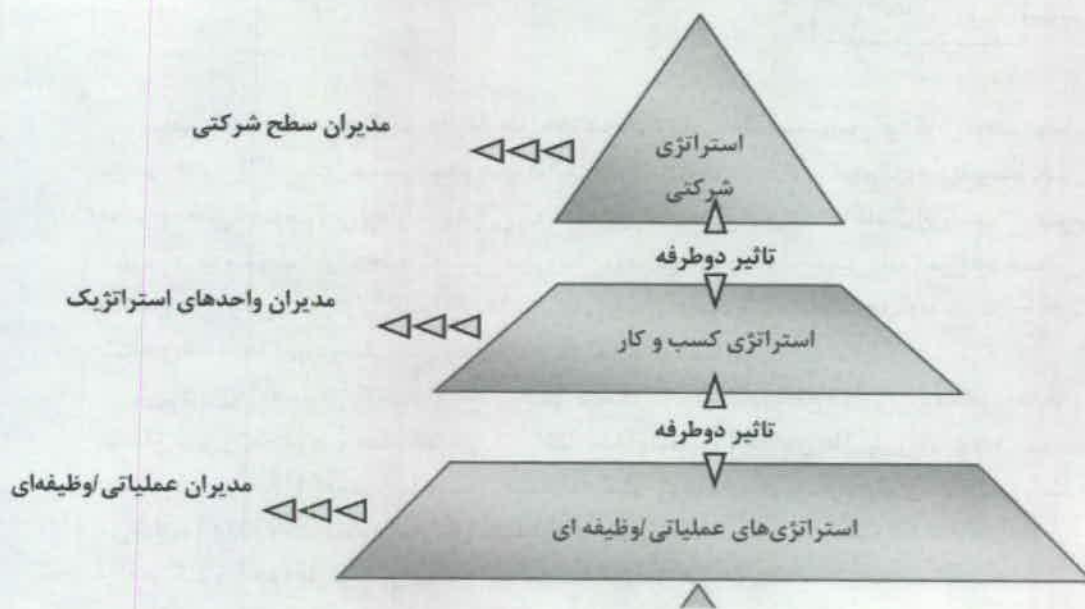 مدیران سطح شرکتی
استراتژی
شرکتی
تاثیر دوطرفه
مدیران واحدهای استراتژیک
استراتژی کسب و کار
تاثیر دوطرفه
مدیران عملیاتی/وظیفه‌ای
استراتژی‌های عملیاتی/وظیفه ای